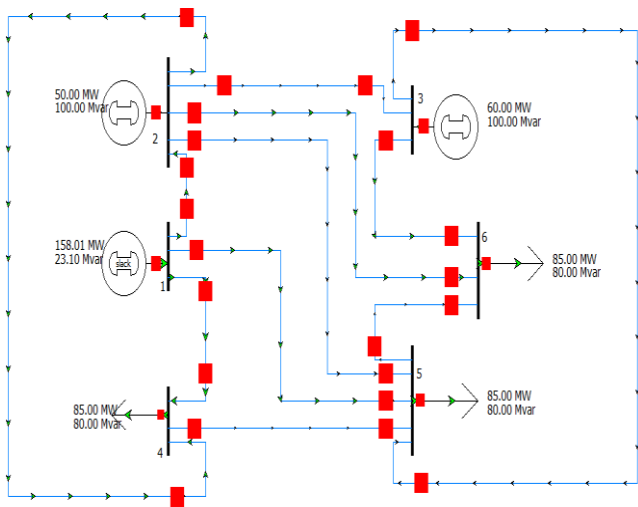 50.00 MW
100.00 Mvar
2
3
60.00 MW
100.00 Mvar
158.01 MW
23.10 Mvar
slack
1
6
85.00 MW
80.00 Mvar
5
85.00 MW
80.00 Mvar
85.00 MW
80.00 Mvar
4